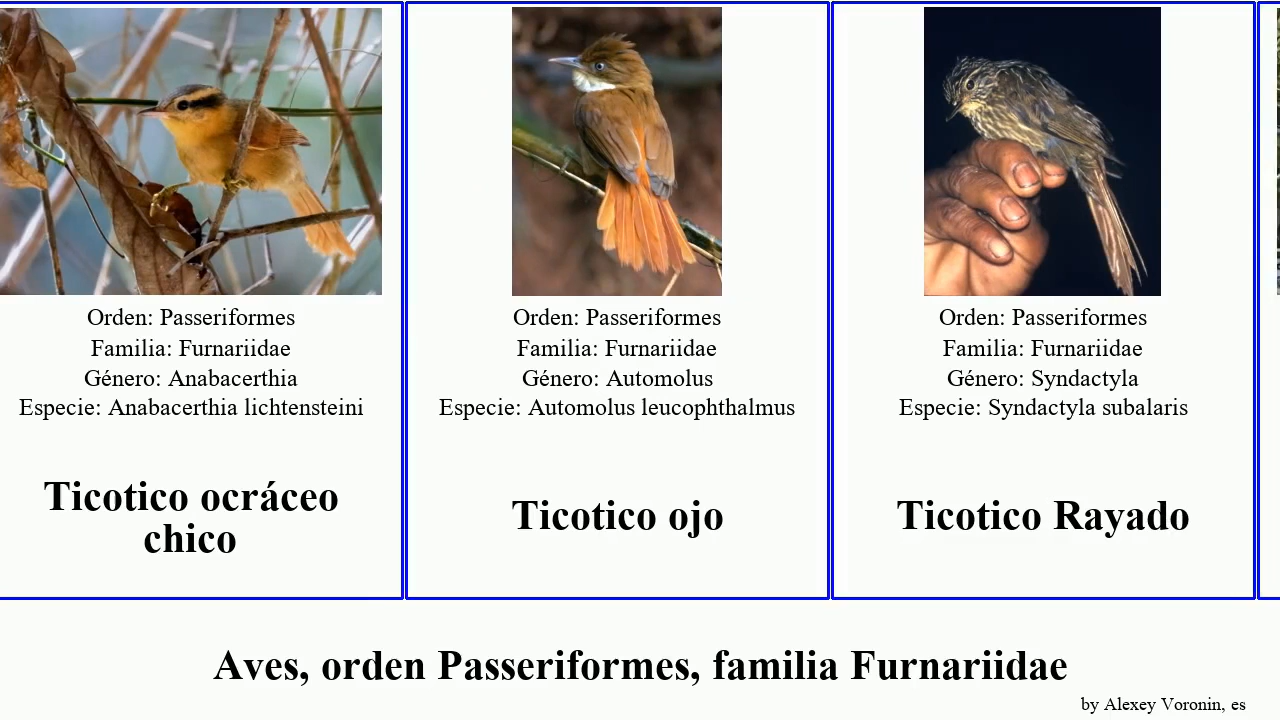 Orden: Passeriformes
Familia: Furnariidae
Género: Anabacerthia
Especie: Anabacerthia lichtensteini
Ticotico ocráceo
chico
Orden: Passeriformes
Familia: Furnariidae
Género: Automolus
Especie: Automolus leucophthalmus
Ticotico ojo
Orden: Passeriformes
Familia: Furnariidae
Género: Syndactyla
Especie: Syndactyla subalaris
Ticotico Rayado
Aves, orden Passeriformes, familia Furnariidae
by Alexey Voronin, es